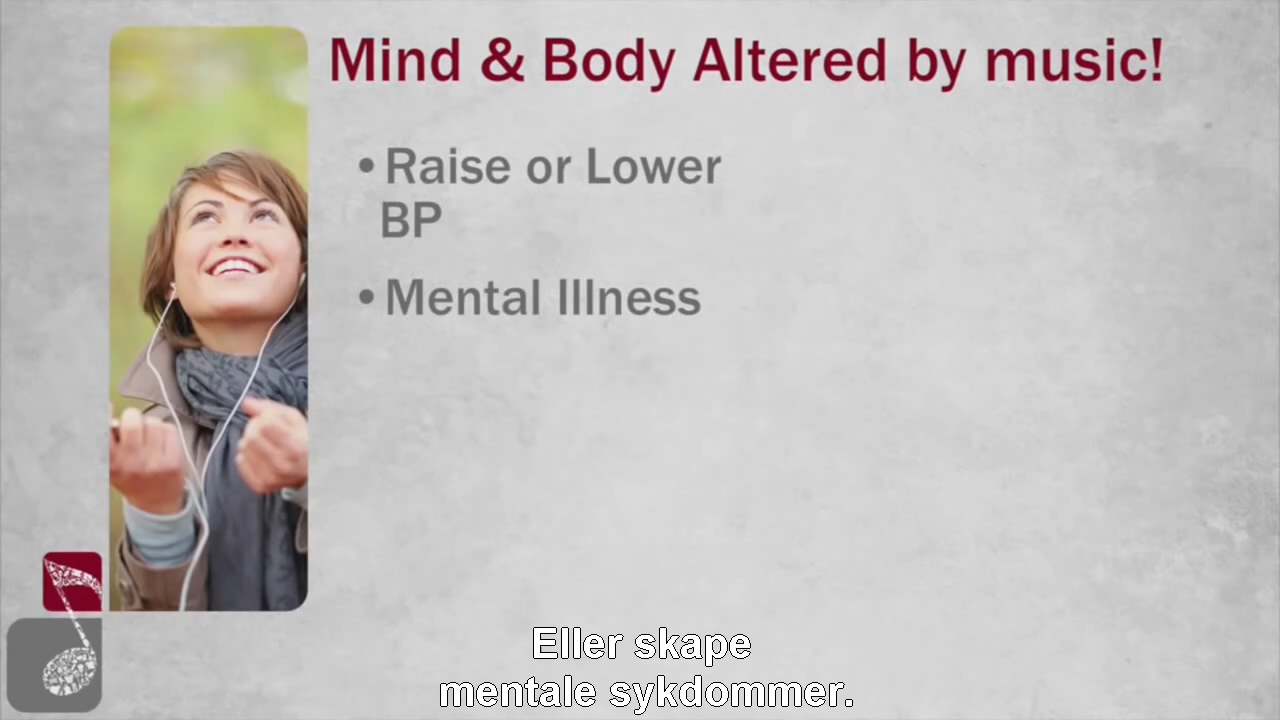 Mind & Body Altered by music!
• Raise or Lower
BP
• Mental Illness
Eller skape
mentale sykdommer.